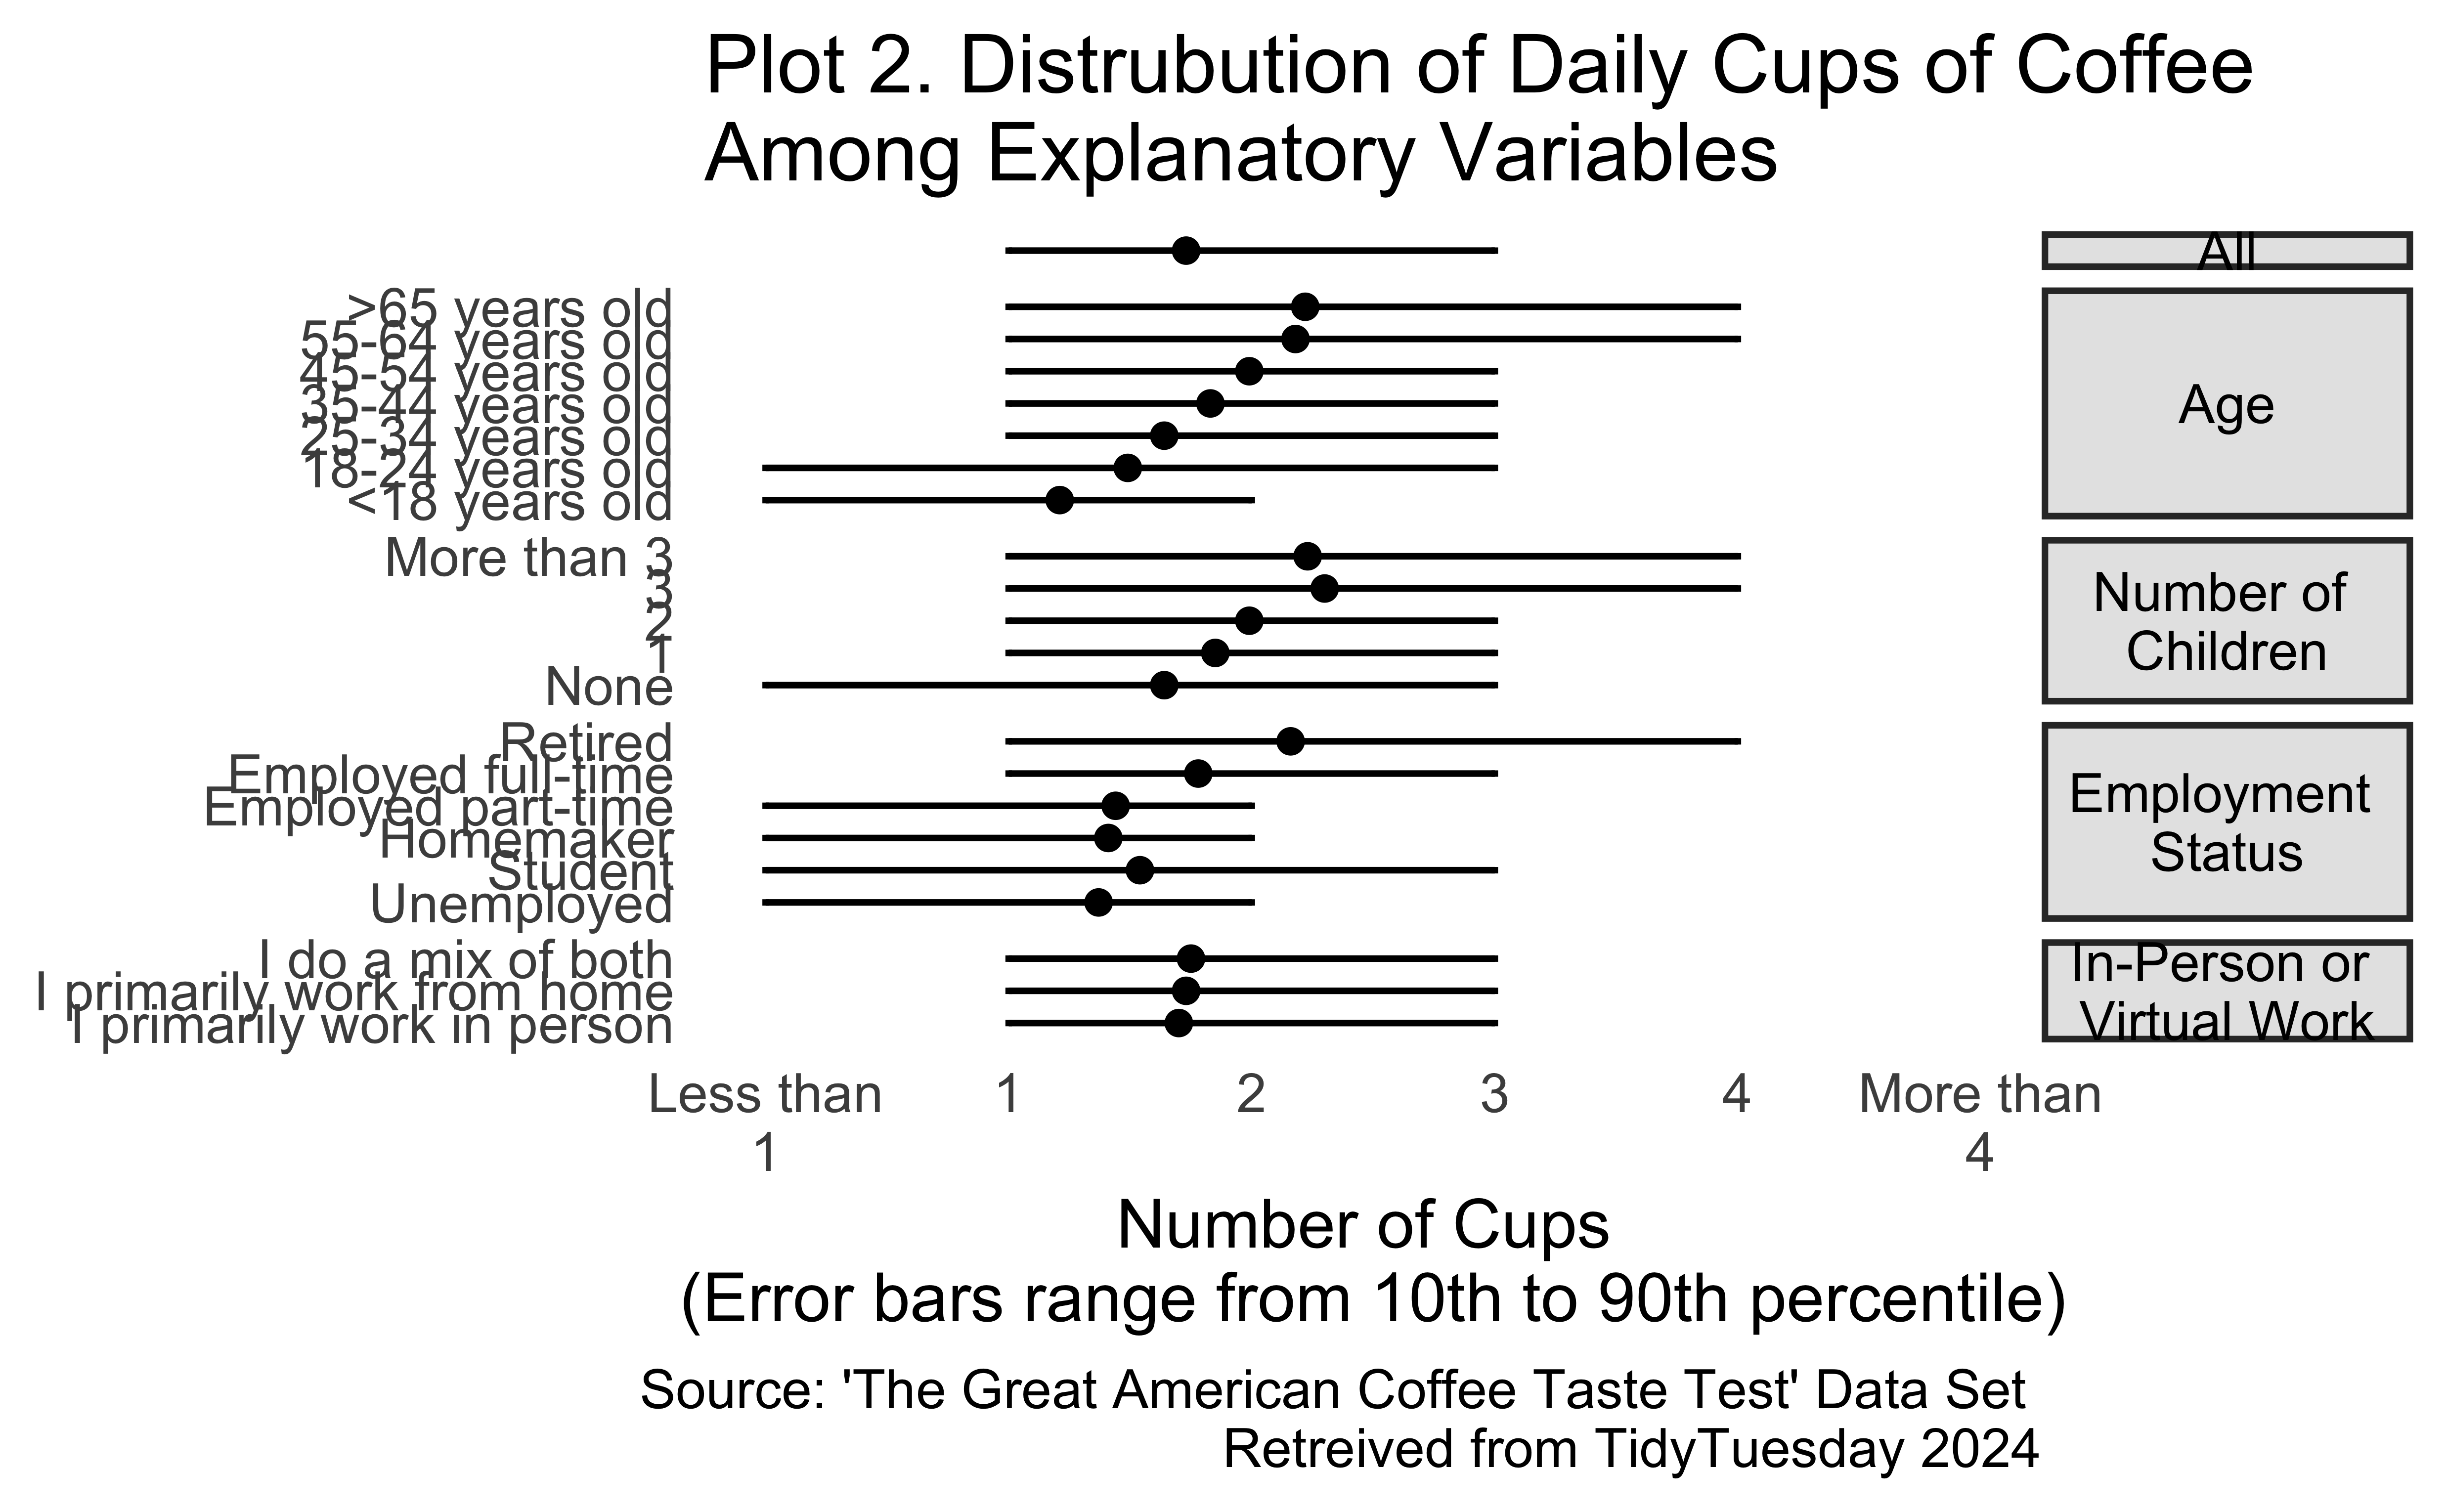 Plot 2. Distrubution of Daily Cups of Coffee
Among Explanatory Variables
All
>65 years old
55-64 years old
45-54 years old
35-44 years old
25-34 years old
18-24 years old
<18 years old
Age
More than 3
3
2
1
None
Number of
Children
Retired
Employed full-time
Employed part-time
Homemaker
Student
Unemployed
Employment
Status
I do a mix of both
I primarily work from home
I primarily work in person
In-Person or
Virtual Work
Less than 1 2 3 4 More than
1 4
Number of Cups
(Error bars range from 10th to 90th percentile)
Source: 'The Great American Coffee Taste Test' Data Set
Retreived from TidyTuesday 2024